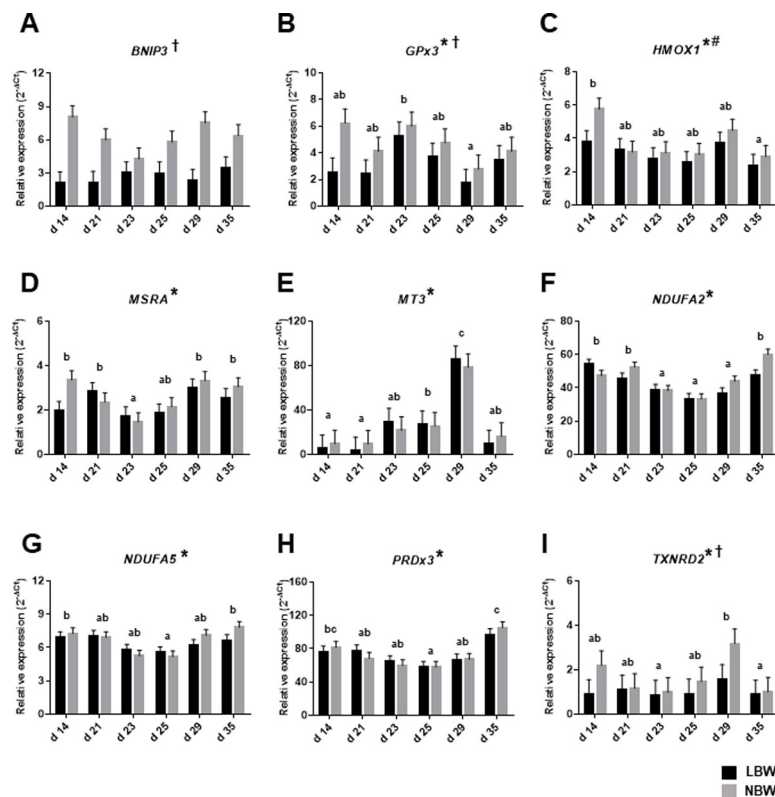 A
BNIP3 †
Relative expression (2^-ΔCt)
12
9
6
3
0
d 14 d 21 d 23 d 25 d 29 d 35
B
GPx3 * †
Relative expression (2^-ΔCt)
10
8
6
4
2
0
ab ab b ab a ab
d 14 d 21 d 23 d 25 d 29 d 35
C
HMOX1 *#
Relative expression (2^-ΔCt)
8
6
4
2
0
b ab ab ab ab a
d 14 d 21 d 23 d 25 d 29 d 35
D
MSRA *
Relative expression (2^-ΔCt)
6
4
2
0
b b a ab b b
d 14 d 21 d 23 d 25 d 29 d 35
E
MT3 *
Relative expression (2^-ΔCt)
120
80
40
0
a a ab b c ab
d 14 d 21 d 23 d 25 d 29 d 35
F
NDUFA2 *
Relative expression (2^-ΔCt)
80
60
40
20
0
b b a a a b
d 14 d 21 d 23 d 25 d 29 d 35
G
NDUFA5 *
Relative expression (2^-ΔCt)
12
9
6
3
0
b ab ab a ab b
d 14 d 21 d 23 d 25 d 29 d 35
H
PRDx3 *
Relative expression (2^-ΔCt)
160
120
80
40
0
bc ab ab a ab c
d 14 d 21 d 23 d 25 d 29 d 35
I
TXNRD2 * †
Relative expression (2^-ΔCt)
6
4
2
0
ab ab a ab b a
d 14 d 21 d 23 d 25 d 29 d 35
LBW
NBW